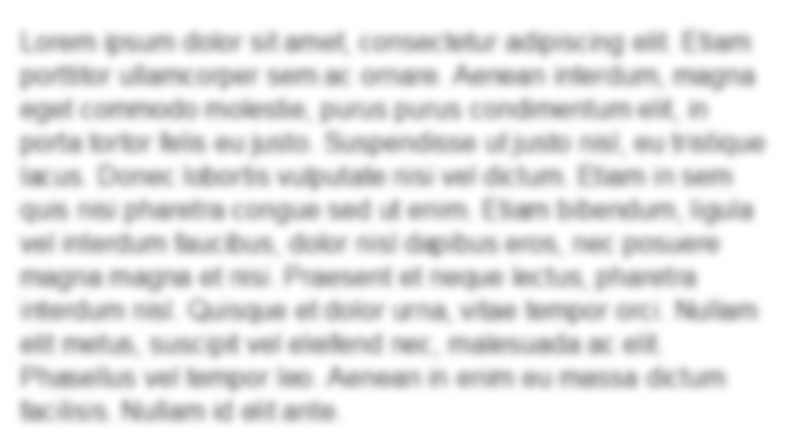 Lorem ipsum dolor sit amet, consectetur adipiscing elit. Etiam
porttitor ullamcorper sem ac ornare. Aenean interdum, magna
eget commodo molestie, purus purus condimentum elit, in
porta tortor felis eu justo. Suspendisse ut justo nisl, eu tristique
lacus. Donec lobortis vulputate nisi vel dictum. Etiam in sem
quis nisi pharetra congue sed ut enim. Etiam bibendum, ligula
vel interdum faucibus, dolor nisl dapibus eros, nec posuere
magna magna et nisi. Praesent et neque lectus, pharetra
interdum nisl. Quisque et dolor urna, vitae tempor orci. Nullam
elit metus, suscipit vel eleifend nec, malesuada ac elit.
Phasellus vel tempor leo. Aenean in enim eu massa dictum
facilisis. Nullam id elit ante.